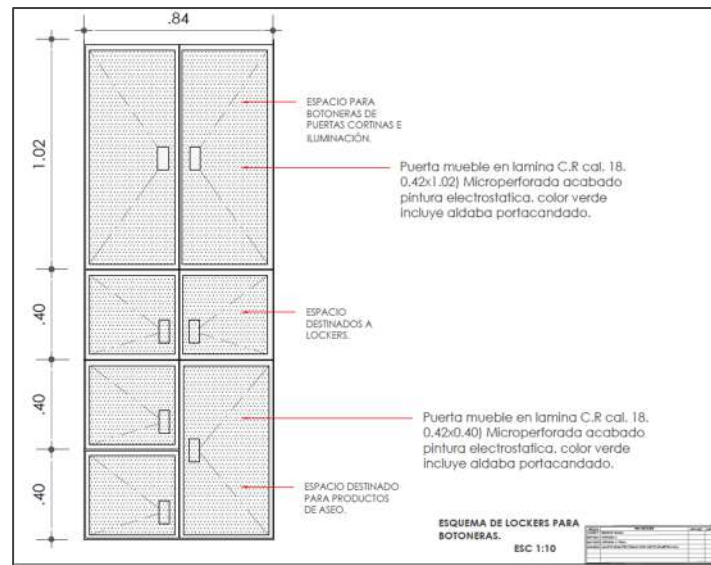 .84
1.02
ESPACIO PARA
BOTONERAS DE
PUERTAS CORTINAS E
ILUMINACIÓN.
Puerta mueble en lamina C.R cal. 18.
0.42x1.02) Microperforada acabado
pintura electrostatica. color verde
incluye aldaba portacandado.
.40
ESPACIO
DESTINADOS A
LOCKERS.
.40
Puerta mueble en lamina C.R cal. 18.
0.42x0.40) Microperforada acabado
pintura electrostatica. color verde
incluye aldaba portacandado.
.40
ESPACIO DESTINADO
PARA PRODUCTOS
DE ASEO.
ESQUEMA DE LOCKERS PARA
BOTONERAS.
ESC 1:10